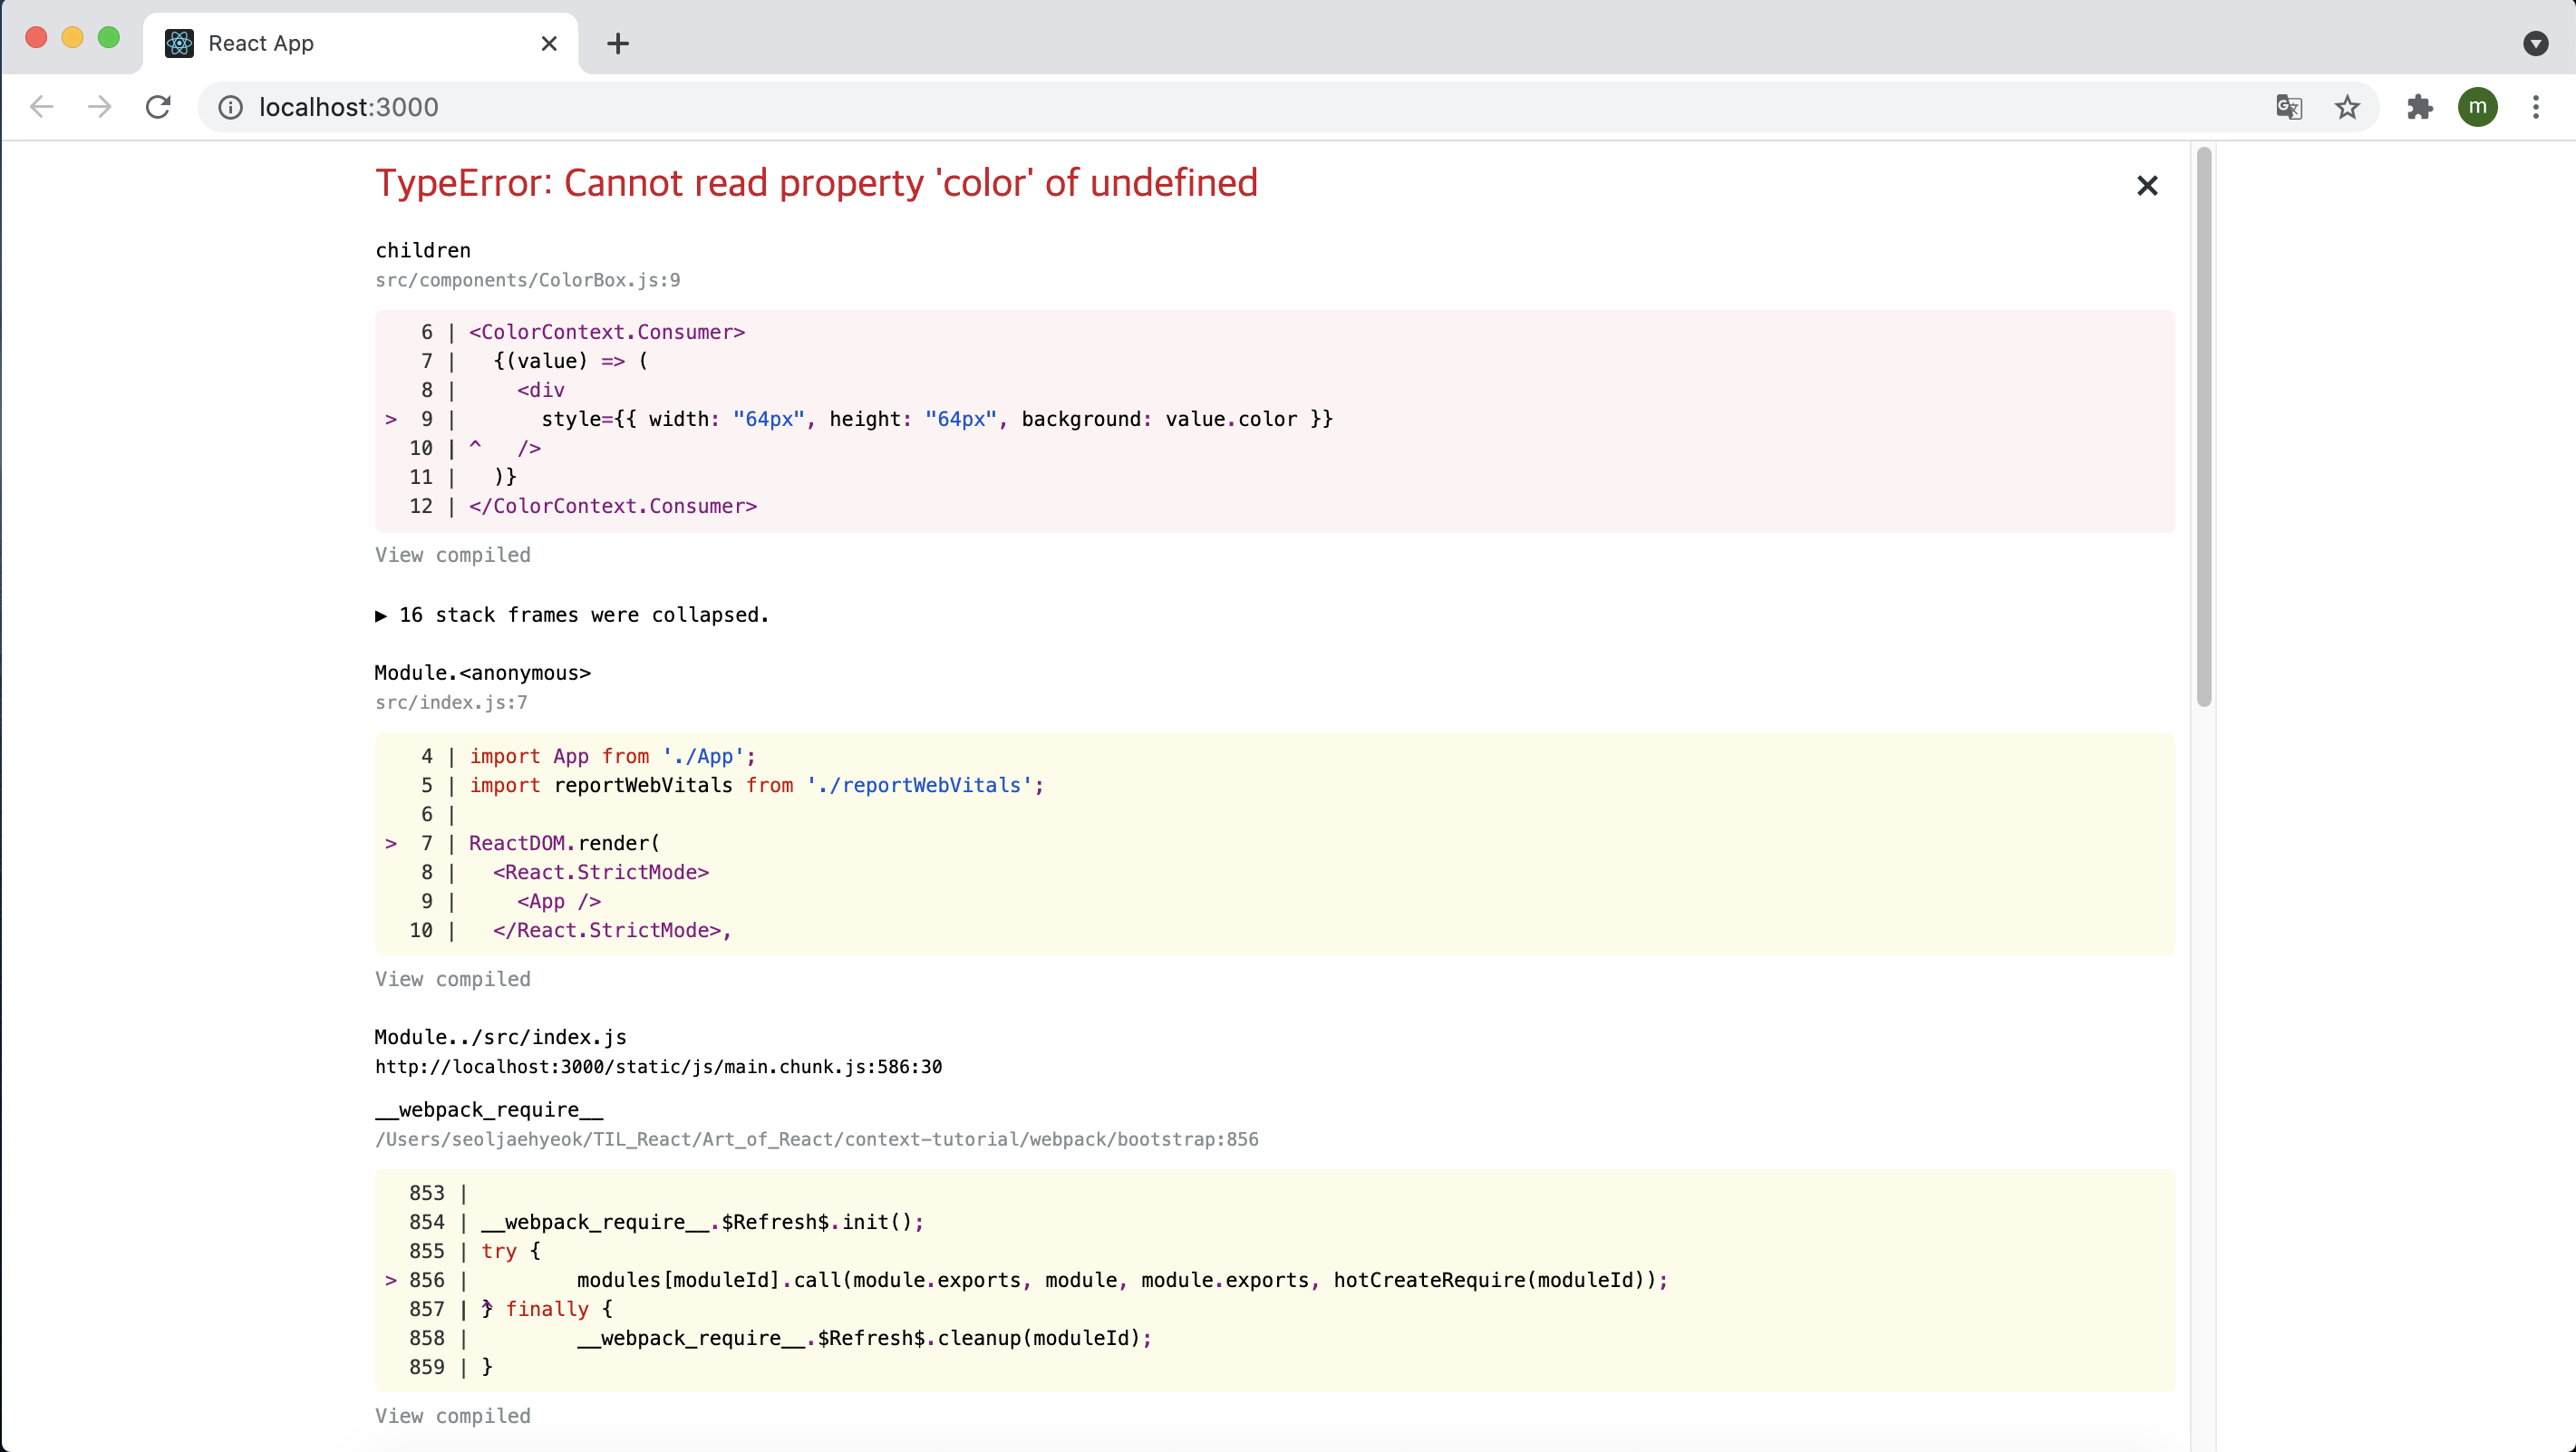 React App
localhost:3000
m
TypeError: Cannot read property 'color' of undefined
children
src/components/ColorBox.js:9
6 | <ColorContext.Consumer>
7 |   {(value) => (
8 |     <div
> 9 |       style={{ width: "64px", height: "64px", background: value.color }}
10 | ^   />
11 |   )}
12 | </ColorContext.Consumer>
View compiled
▶ 16 stack frames were collapsed.
Module.<anonymous>
src/index.js:7
4 | import App from './App';
5 | import reportWebVitals from './reportWebVitals';
6 |
> 7 | ReactDOM.render(
8 |   <React.StrictMode>
9 |     <App />
10 |   </React.StrictMode>,
View compiled
Module../src/index.js
http://localhost:3000/static/js/main.chunk.js:586:30
__webpack_require__
/Users/seoljaehyeok/TIL_React/Art_of_React/context-tutorial/webpack/bootstrap:856
853 |
854 | __webpack_require__.$Refresh$.init();
855 | try {
> 856 |         modules[moduleId].call(module.exports, module, module.exports, hotCreateRequire(moduleId));
857 | } finally {
858 |         __webpack_require__.$Refresh$.cleanup(moduleId);
859 | }
View compiled